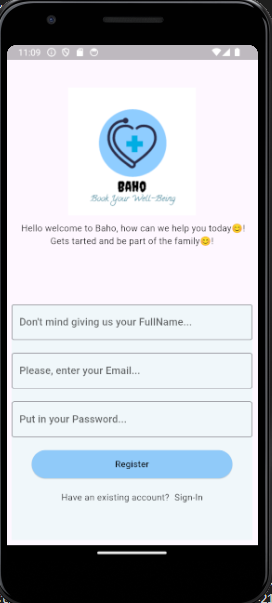 11:09
BAHO
Book Your Well-Being
Hello welcome to Baho, how can we help you today😊!
Gets tarted and be part of the family😊!
Don't mind giving us your FullName...
Please, enter your Email...
Put in your Password...
Register
Have an existing account? Sign-In